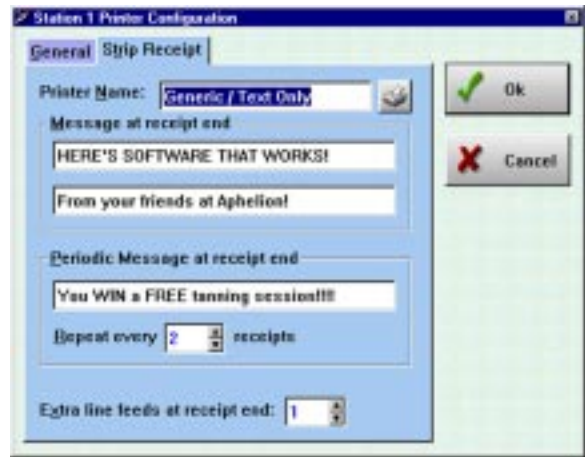 Station 1 Printer Configuration
General Strip Receipt
Printer Name: Generic / Text Only
Ok
Message at receipt end
HERE'S SOFTWARE THAT WORKS!
Cancel
From your friends at Aphelion!
Periodic Message at receipt end
You WIN a FREE tanning session!!!!
Repeat every 2 receipts
Extra line feeds at receipt end: 1